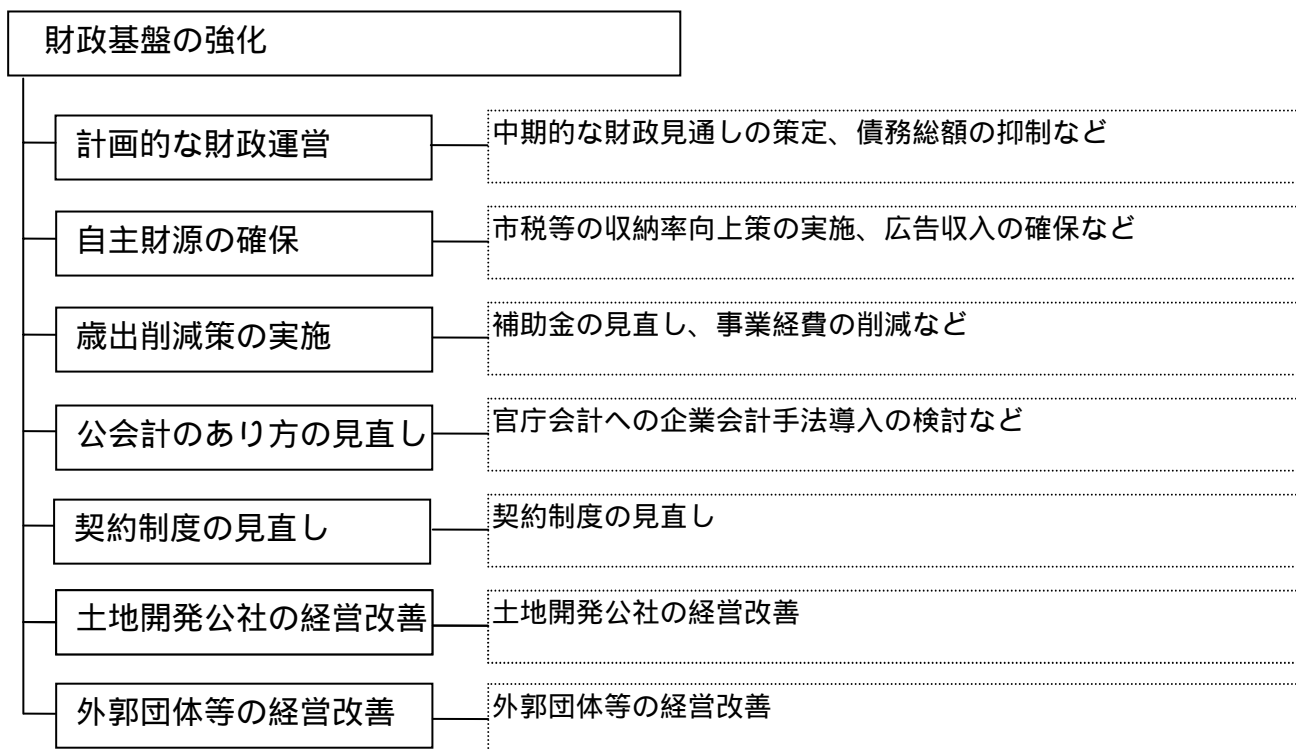 財政基盤の強化
計画的な財政運営
中期的な財政見通しの策定、債務総額の抑制など
自主財源の確保
市税等の収納率向上策の実施、広告収入の確保など
歳出削減策の実施
補助金の見直し、事業経費の削減など
公会計のあり方の見直し
官庁会計への企業会計手法導入の検討など
契約制度の見直し
契約制度の見直し
土地開発公社の経営改善
土地開発公社の経営改善
外郭団体等の経営改善
外郭団体等の経営改善